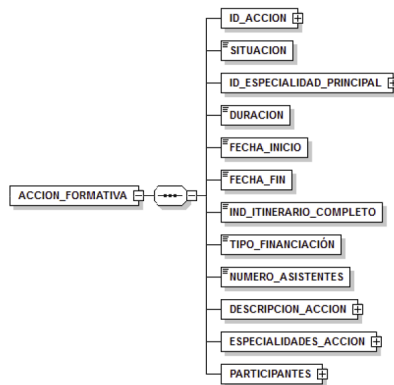 ID_ACCION
SITUACION
ID_ESPECIALIDAD_PRINCIPAL
DURACION
FECHA_INICIO
FECHA_FIN
ACCION_FORMATIVA
IND_ITINERARIO_COMPLETO
TIPO_FINANCIACIÓN
NUMERO_ASISTENTES
DESCRIPCION_ACCION
ESPECIALIDADES_ACCION
PARTICIPANTES